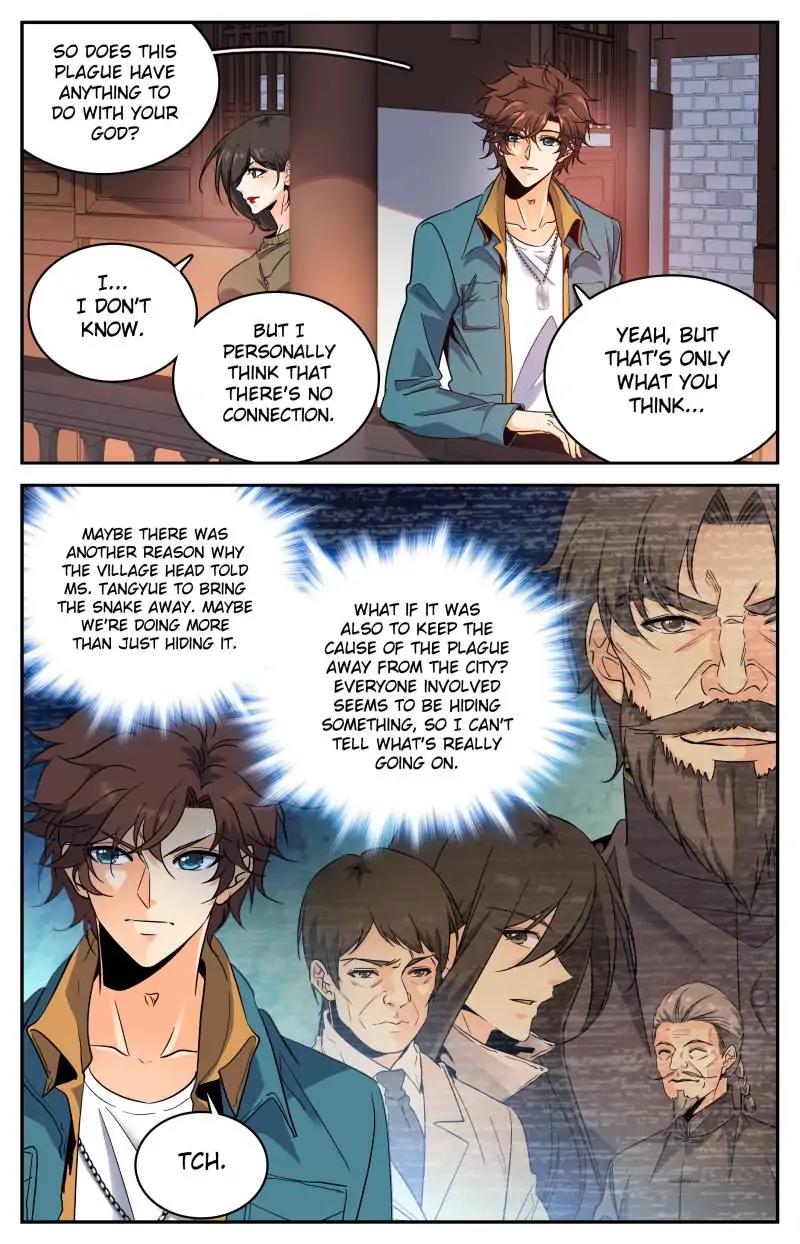 SO DOES THIS
PLAGUE HAVE
ANYTHING TO
DO WITH YOUR
GOD?
I...
I DON'T
KNOW.
BUT I
PERSONALLY
THINK THAT
THERE'S NO
CONNECTION.
YEAH, BUT
THAT'S ONLY
WHAT YOU
THINK...
MAYBE THERE WAS
ANOTHER REASON WHY
THE VILLAGE HEAD TOLD
MS. TANGYUE TO BRING
THE SNAKE AWAY. MAYBE
WE'RE DOING MORE
THAN JUST HIDING IT.
WHAT IF IT WAS
ALSO TO KEEP THE
CAUSE OF THE PLAGUE
AWAY FROM THE CITY?
EVERYONE INVOLVED
SEEMS TO BE HIDING
SOMETHING, SO I CAN'T
TELL WHAT'S REALLY
GOING ON.
TCH.